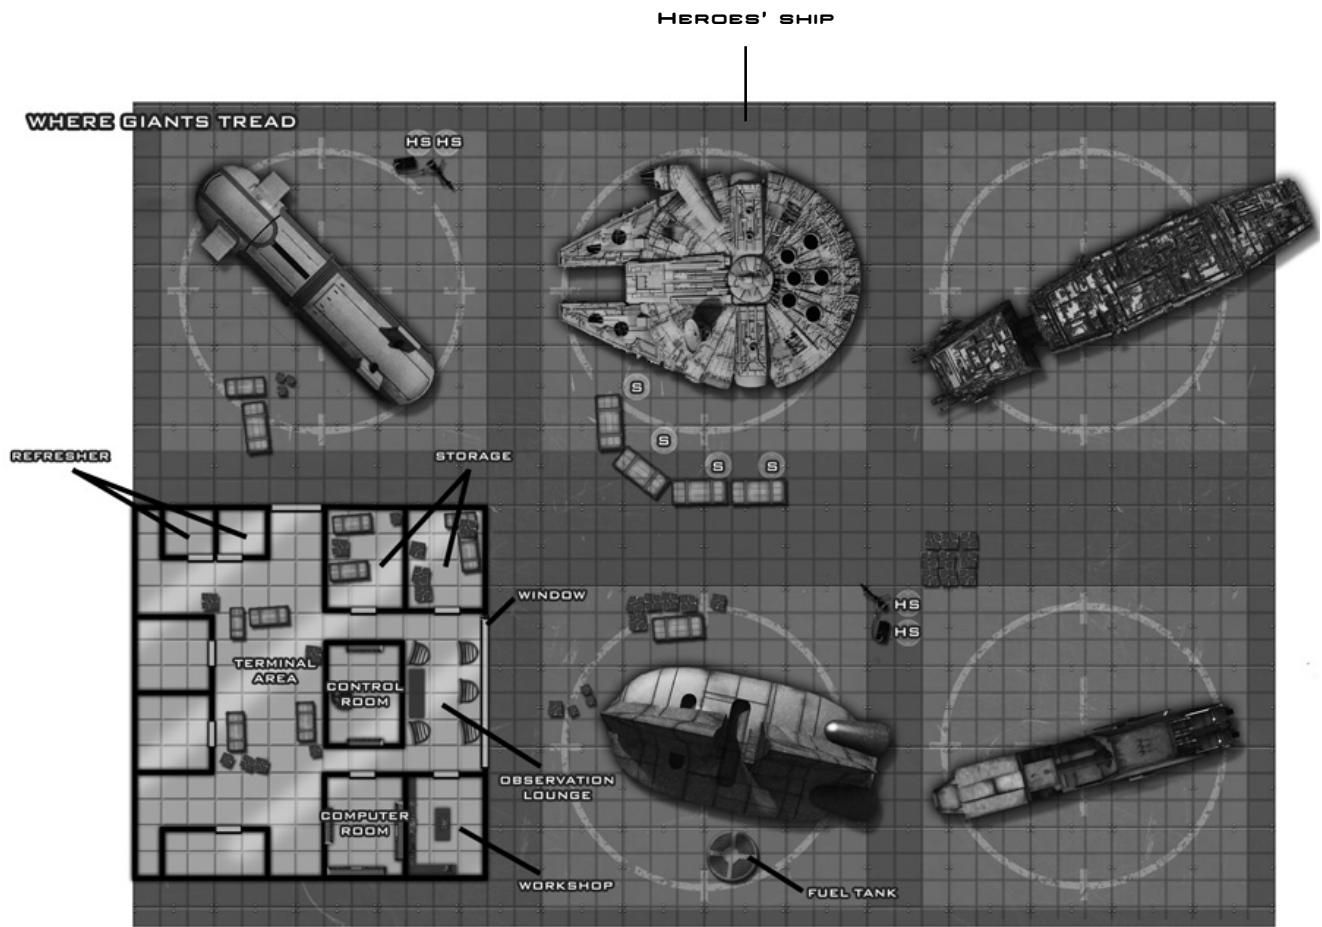 HEROES' SHIP
WHERE GIANTS TREAD
HS HS
S
S
S S
REFRESHER
STORAGE
WINDOW
HS
HS
TERMINAL
AREA
CONTROL
ROOM
OBSERVATION
LOUNGE
COMPUTER
ROOM
WORKSHOP
FUEL TANK